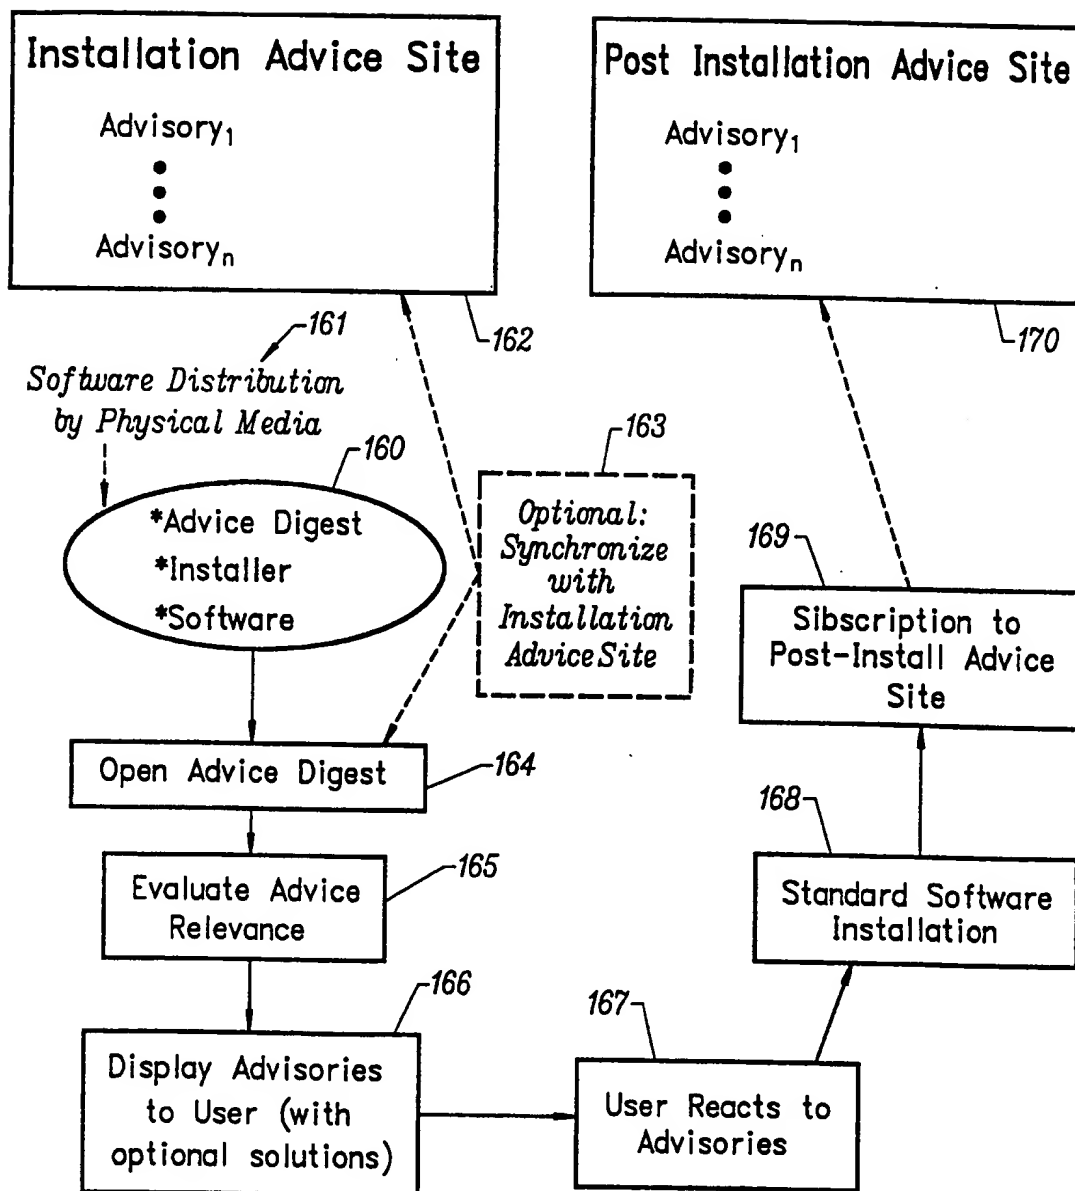 Installation Advice Site
Advisory1
Advisoryn
162
Post Installation Advice Site
Advisory1
Advisoryn
170
161
Software Distribution
by Physical Media
160
*Advice Digest
*Installer
*Software
163
Optional:
Synchronize
with
Installation
Advice Site
Open Advice Digest
164
Evaluate Advice
Relevance
165
Display Advisories
to User (with
optional solutions)
166
User Reacts to
Advisories
167
Standard Software
Installation
168
Sibscription to
Post-Install Advice
Site
169